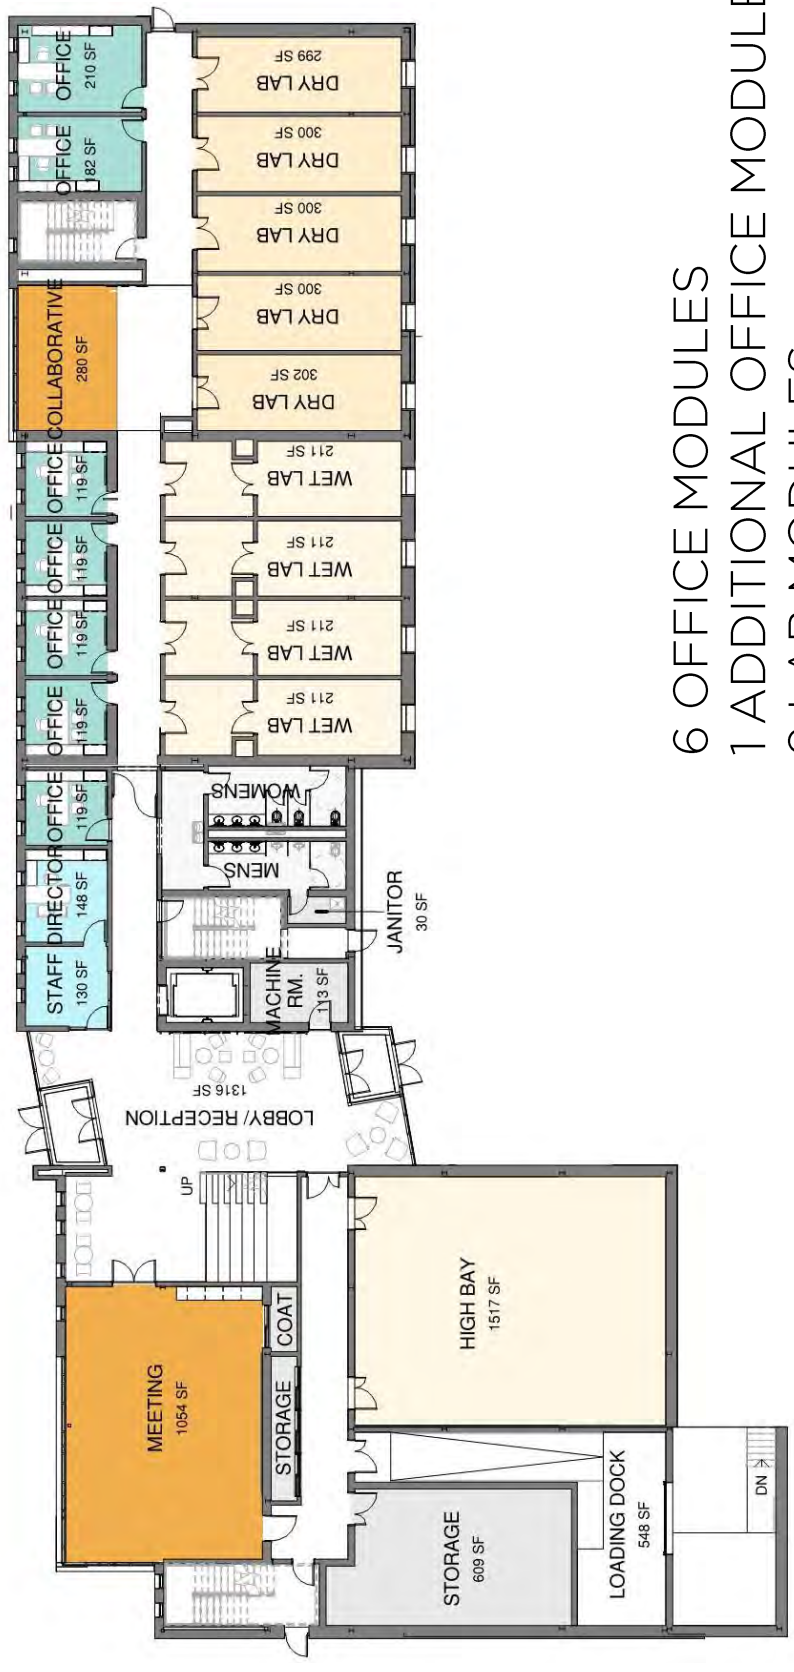 OFFICE
210 SF
OFFICE
182 SF
COLLABORATIVE
280 SF
OFFICE
119 SF
OFFICE
119 SF
OFFICE
119 SF
OFFICE
119 SF
OFFICE
119 SF
DIRECTOR
148 SF
STAFF
130 SF
DRY LAB
299 SF
DRY LAB
300 SF
DRY LAB
300 SF
DRY LAB
300 SF
DRY LAB
302 SF
WET LAB
211 SF
WET LAB
211 SF
WET LAB
211 SF
WET LAB
211 SF
WOMENS
MENS
JANITOR
30 SF
MACHINE
RM.
113 SF
LOBBY/ RECEPTION
1316 SF
UP
MEETING
1054 SF
COAT
STORAGE
HIGH BAY
1517 SF
STORAGE
609 SF
LOADING DOCK
548 SF
DN
6 OFFICE MODULES
1 ADDITIONAL OFFICE MODULE